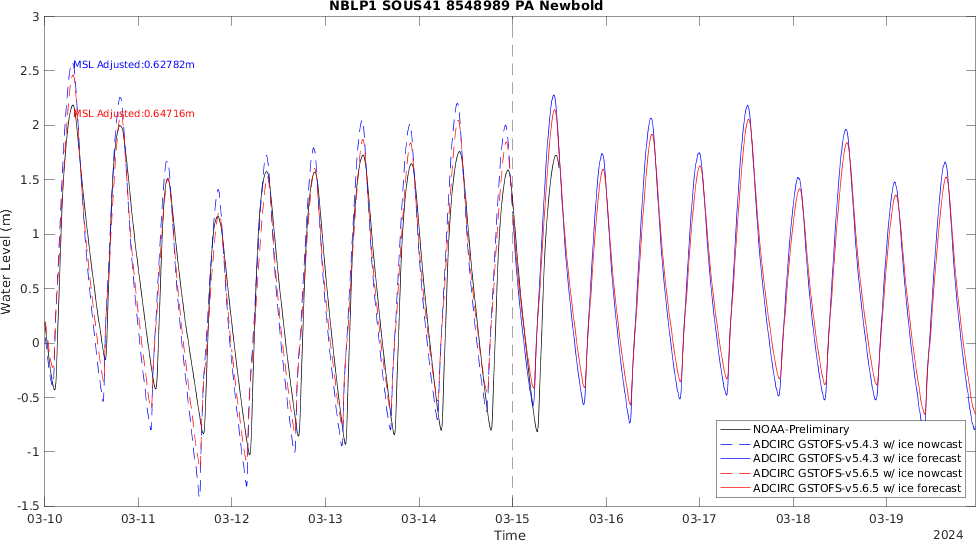 NBLP1 SOUS41 8548989 PA Newbold
3
2.5
2
1.5
1
0.5
0
-0.5
-1
-1.5
Water Level (m)
MSL Adjusted:0.62782m
MSL Adjusted:0.64716m
NOAA-Preliminary
ADCIRC GSTOFS-v5.4.3 w/ ice nowcast
ADCIRC GSTOFS-v5.4.3 w/ ice forecast
ADCIRC GSTOFS-v5.6.5 w/ ice nowcast
ADCIRC GSTOFS-v5.6.5 w/ ice forecast
03-10 03-11 03-12 03-13 03-14 03-15 03-16 03-17 03-18 03-19
Time
2024